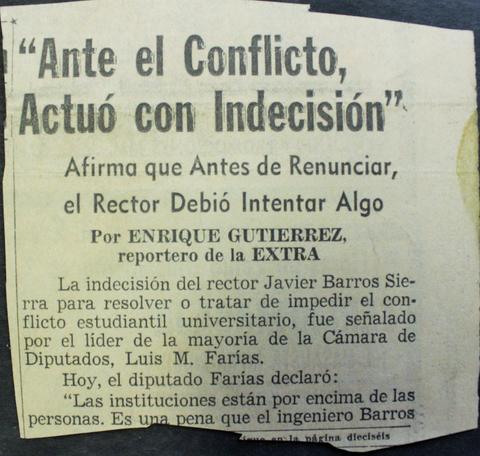 “Ante el Conflicto,
Actuó con Indecisión”
Afirma que Antes de Renunciar,
el Rector Debió Intentar Algo
Por ENRIQUE GUTIERREZ,
reportero de la EXTRA
La indecisión del rector Javier Barros Sie-
rra para resolver o tratar de impedir el con-
flicto estudiantil universitario, fue señalado
por el líder de la mayoría de la Cámara de
Diputados, Luis M. Farías.
Hoy, el diputado Farías declaró:
“Las instituciones están por encima de las
personas. Es una pena que el ingeniero Barros
en la página dieciséis